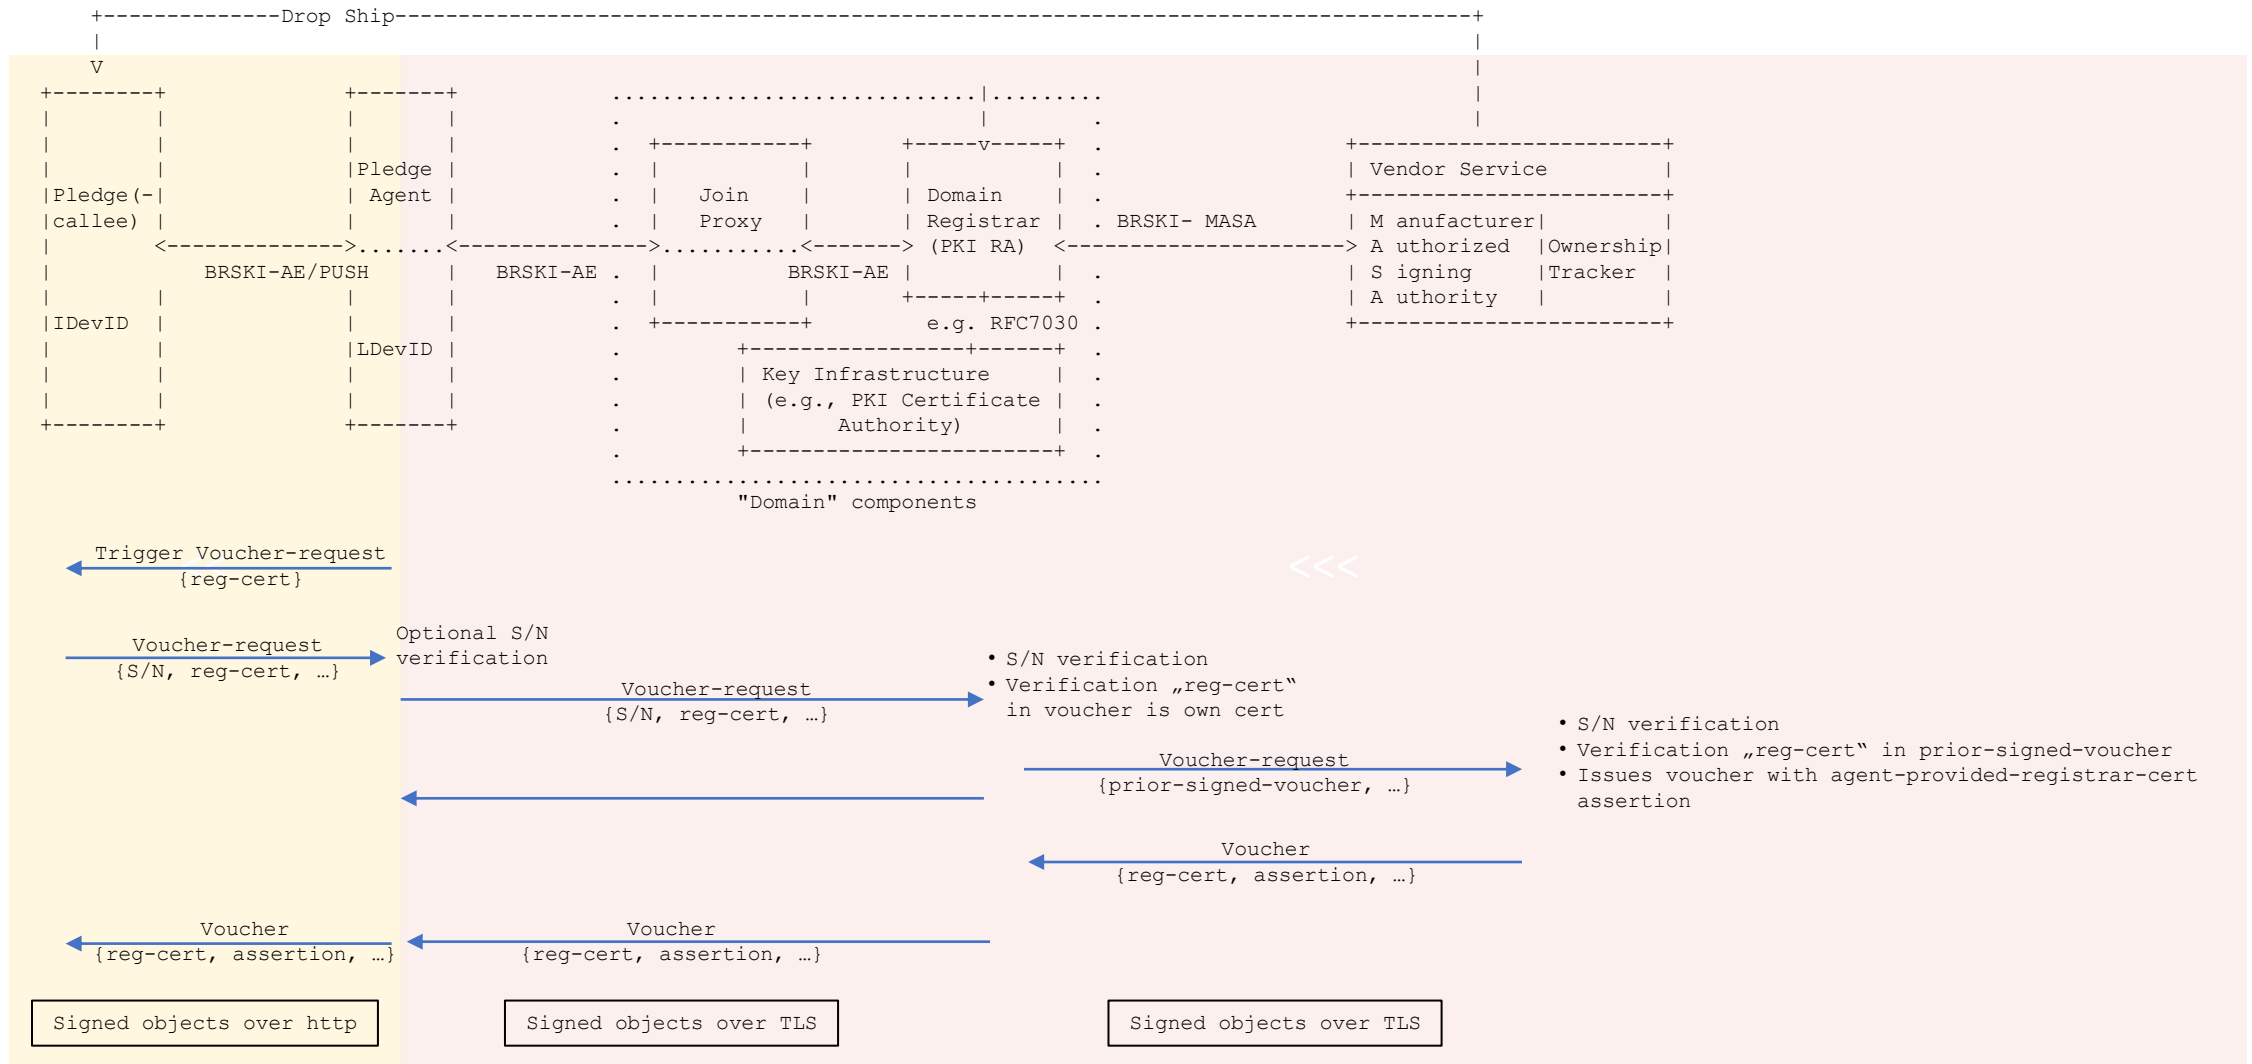 +-------------Drop Ship------------------------------------------------------------------------------------+
|                                                                                                          |
V                                                                                                          |
+--------+ +-------+ ............................|......... |
| | | | . | . |
| | | | . +-----------+ +-----v-----+ . +------------------------+
| | |Pledge | . | | | | . | Vendor Service |
|Pledge(-| | Agent | . | Join | | Domain | . +------------------------+
|callee) | | | . | Proxy | | Registrar | . BRSKI- MASA | M anufacturer| |
| <--------------->.......<---------------->...........<-------> (PKI RA) <----------------------> A uthorized |Ownership|
| BRSKI-AE/PUSH | BRSKI-AE . | BRSKI-AE | | . | S igning |Tracker |
| | | | . | | +-----+-----+ . | A uthority | |
|IDevID | | | . +-----------+ e.g. RFC7030 . +------------------------+
| | |LDevID | . +-----------------+------+ .
| | | | . | Key Infrastructure | .
| | | | . | (e.g., PKI Certificate | .
+--------+ +-------+ . | Authority) | .
. +------------------------+ .
.......................................
"Domain" components
Trigger Voucher-request
{reg-cert}
<<<
Voucher-request
{S/N, reg-cert, …}
Optional S/N
verification
Voucher-request
{S/N, reg-cert, …}
• S/N verification
• Verification „reg-cert‟
in voucher is own cert
Voucher-request
{prior-signed-voucher, …}
• S/N verification
• Verification „reg-cert‟ in prior-signed-voucher
• Issues voucher with agent-provided-registrar-cert
assertion
Voucher
{reg-cert, assertion, …}
Voucher
{reg-cert, assertion, …}
Voucher
{reg-cert, assertion, …}
Signed objects over http
Signed objects over TLS
Signed objects over TLS